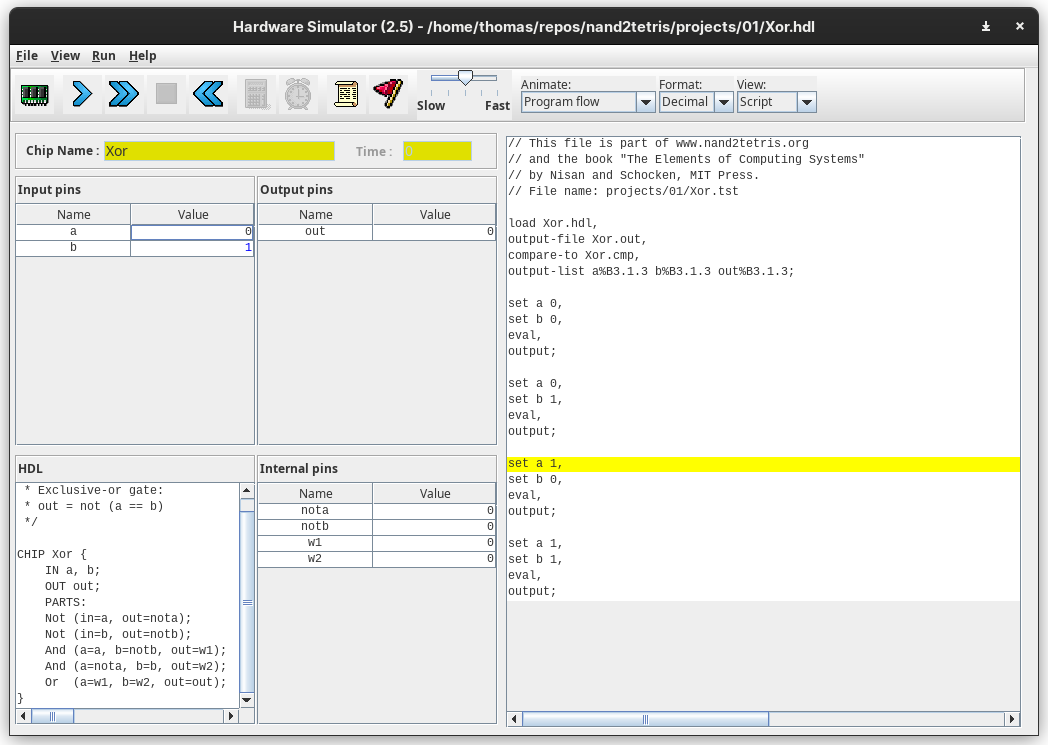 Hardware Simulator (2.5) - /home/thomas/repos/nand2tetris/projects/01/Xor.hdl
File View Run Help
Slow Fast
Animate: Format: View:
Program flow Decimal Script
Chip Name : Xor Time : 0
Input pins
Name Value
a 0
b 1
Output pins
Name Value
out 0
HDL
* Exclusive-or gate:
* out = not (a == b)
*/
CHIP Xor {
IN a, b;
OUT out;
PARTS:
Not (in=a, out=nota);
Not (in=b, out=notb);
And (a=a, b=notb, out=w1);
And (a=nota, b=b, out=w2);
Or  (a=w1, b=w2, out=out);
}
Internal pins
Name Value
nota 0
notb 0
w1 0
w2 0
// This file is part of www.nand2tetris.org
// and the book "The Elements of Computing Systems"
// by Nisan and Schocken, MIT Press.
// File name: projects/01/Xor.tst
load Xor.hdl,
output-file Xor.out,
compare-to Xor.cmp,
output-list a%B3.1.3 b%B3.1.3 out%B3.1.3;
set a 0,
set b 0,
eval,
output;
set a 0,
set b 1,
eval,
output;
set a 1,
set b 0,
eval,
output;
set a 1,
set b 1,
eval,
output;